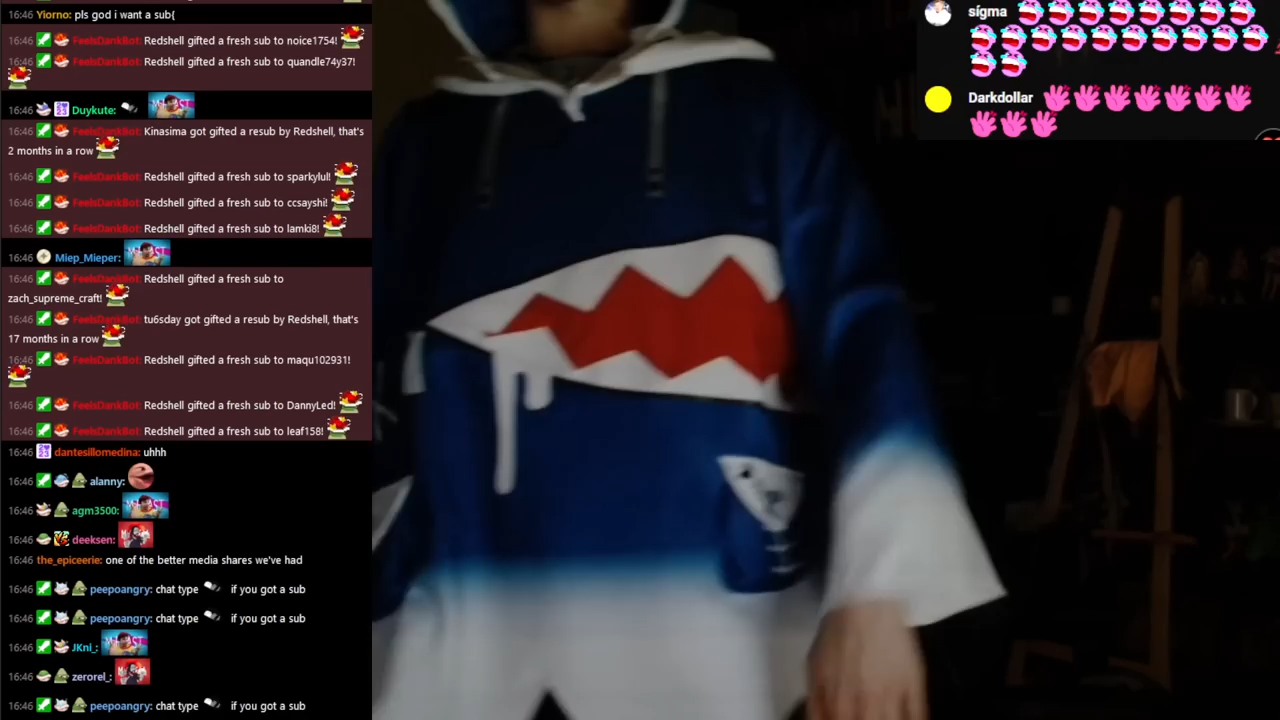 16:46 Yiorno: pls god i want a sub(
16:46 FeelsDankBot: Redshell gifted a fresh sub to noice1754!
16:46 FeelsDankBot: Redshell gifted a fresh sub to quandle74y37!
16:46 Duykute:
16:46 FeelsDankBot: Kinasima got gifted a resub by Redshell, that's
2 months in a row
16:46 FeelsDankBot: Redshell gifted a fresh sub to sparkylul!
16:46 FeelsDankBot: Redshell gifted a fresh sub to ccsayshi!
16:46 FeelsDankBot: Redshell gifted a fresh sub to lamki8!
16:46 Miep_Mieper:
16:46 FeelsDankBot: Redshell gifted a fresh sub to
zach_supreme_craft!
16:46 FeelsDankBot: tu6sday got gifted a resub by Redshell, that's
17 months in a row
16:46 FeelsDankBot: Redshell gifted a fresh sub to maqu102931!
16:46 FeelsDankBot: Redshell gifted a fresh sub to DannyLed!
16:46 FeelsDankBot: Redshell gifted a fresh sub to leaf158!
16:46 dantesillomedina: uhhh
16:46 alanny:
16:46 agm3500:
16:46 deeksen:
16:46 the_epiceerie: one of the better media shares we've had
16:46 peepoangry: chat type if you got a sub
16:46 peepoangry: chat type if you got a sub
16:46 JKni_:
16:46 zerorel_:
16:46 peepoangry: chat type if you got a sub
sígma
Darkdollar